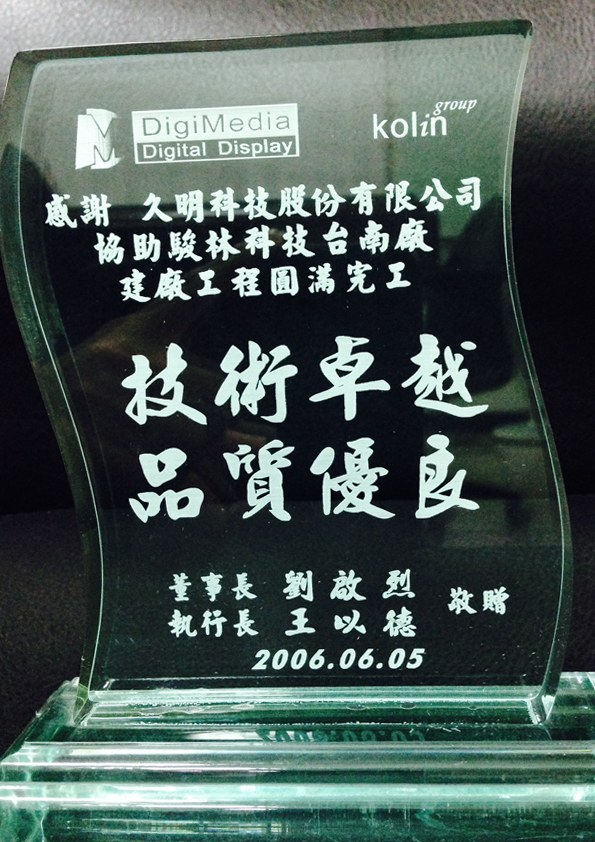 DigiMedia
Digital Display
kolin group
感謝 久明科技股份有限公司
協助駿林科技台南廠
建廠工程圓滿完工
技術卓越
品質優良
董事長 劉啟烈
執行長 王以德
敬贈
2006.06.05